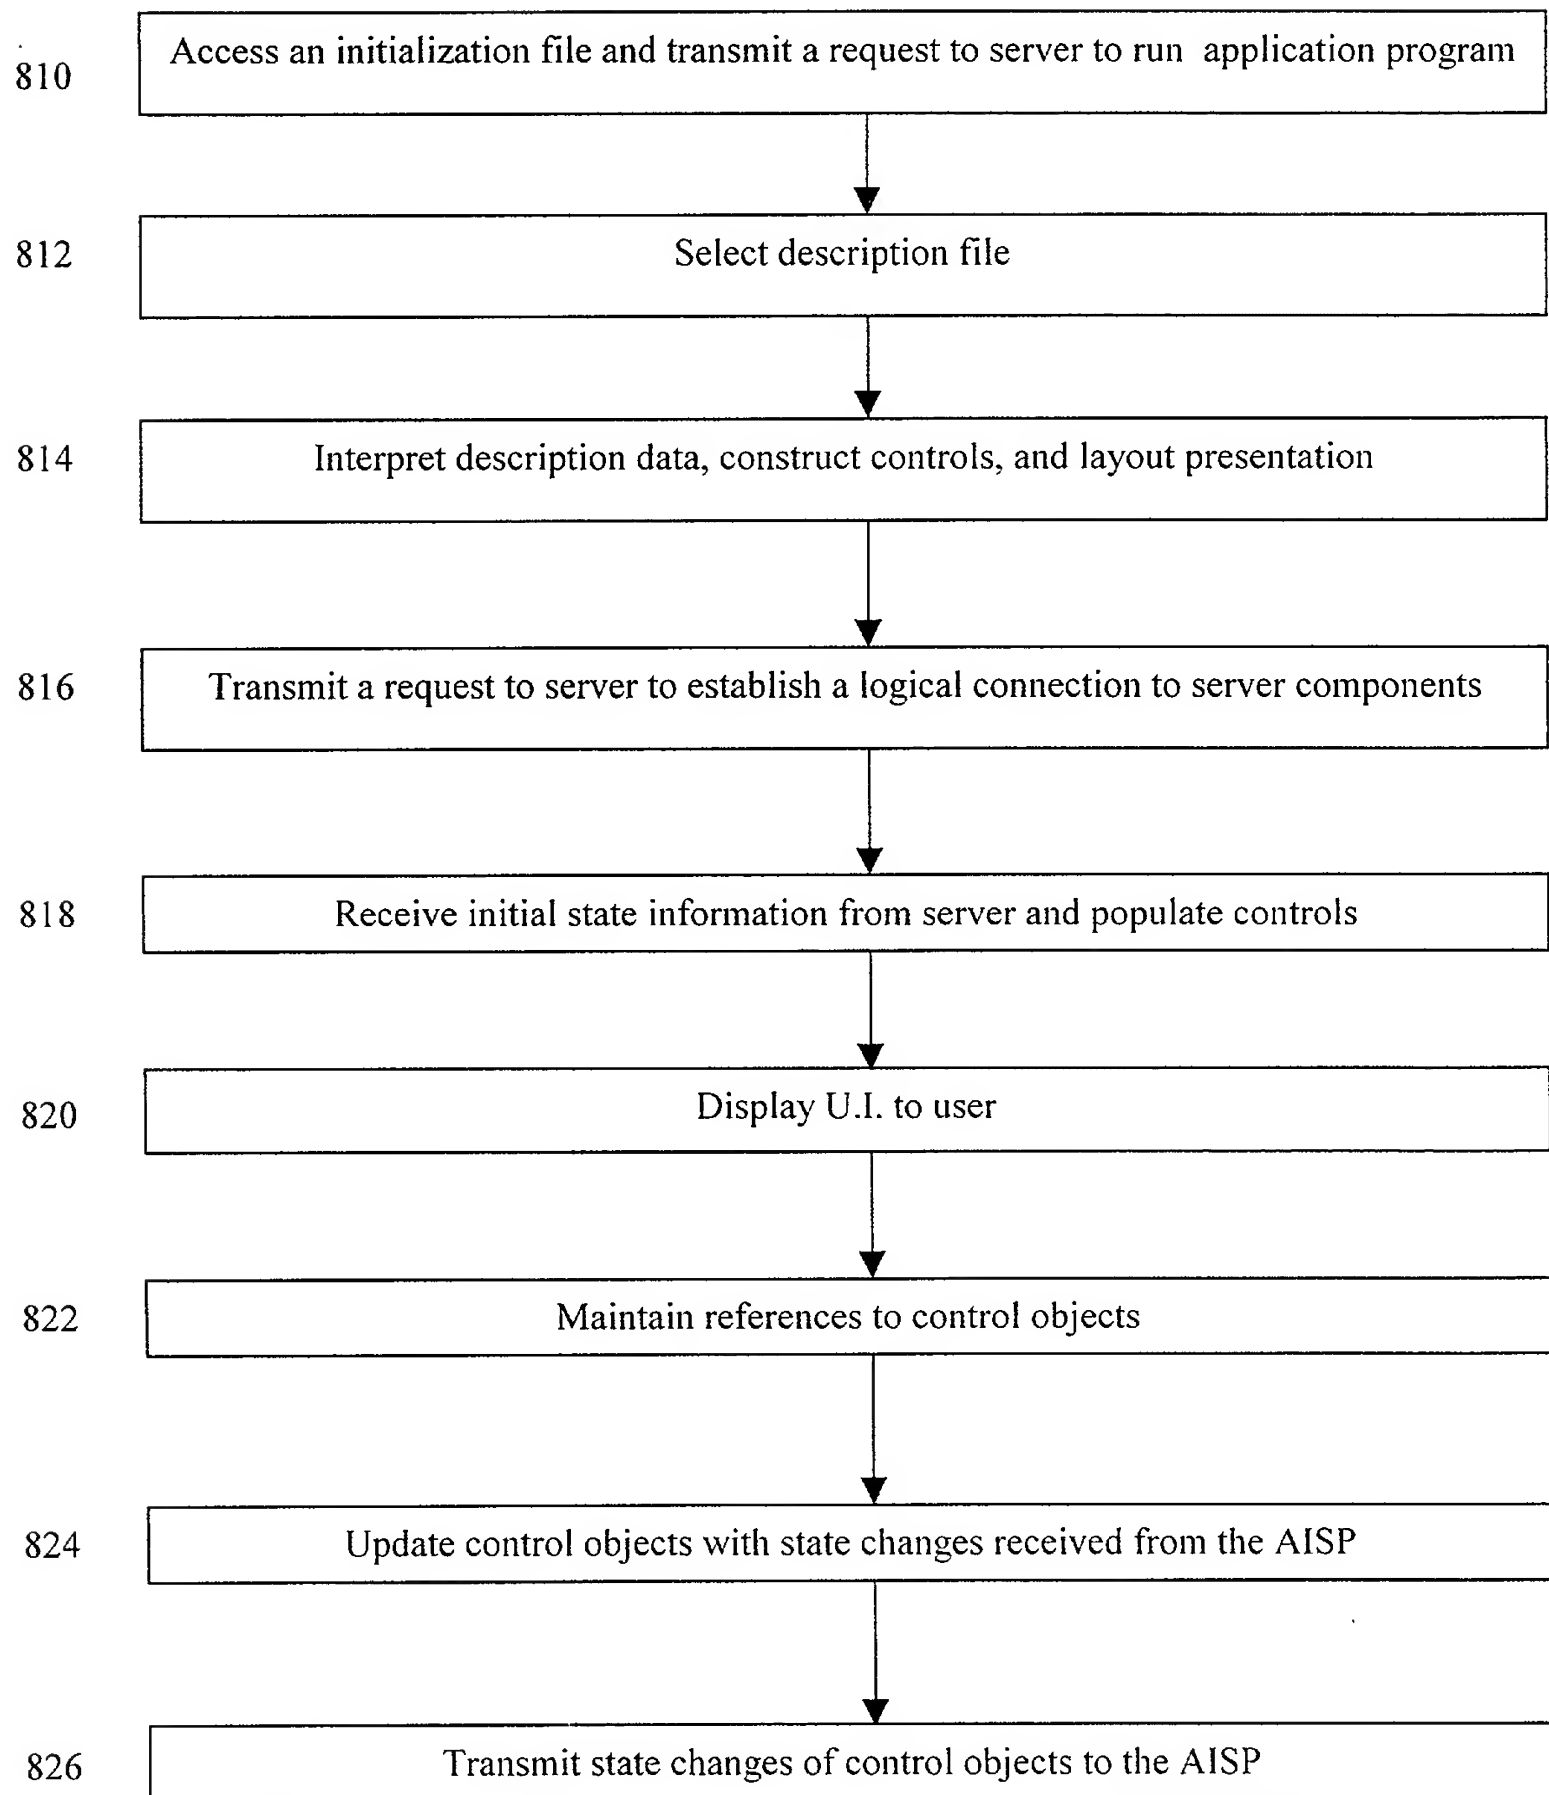 810
Access an initialization file and transmit a request to server to run application program
812
Select description file
814
Interpret description data, construct controls, and layout presentation
816
Transmit a request to server to establish a logical connection to server components
818
Receive initial state information from server and populate controls
820
Display U.I. to user
822
Maintain references to control objects
824
Update control objects with state changes received from the AISP
826
Transmit state changes of control objects to the AISP